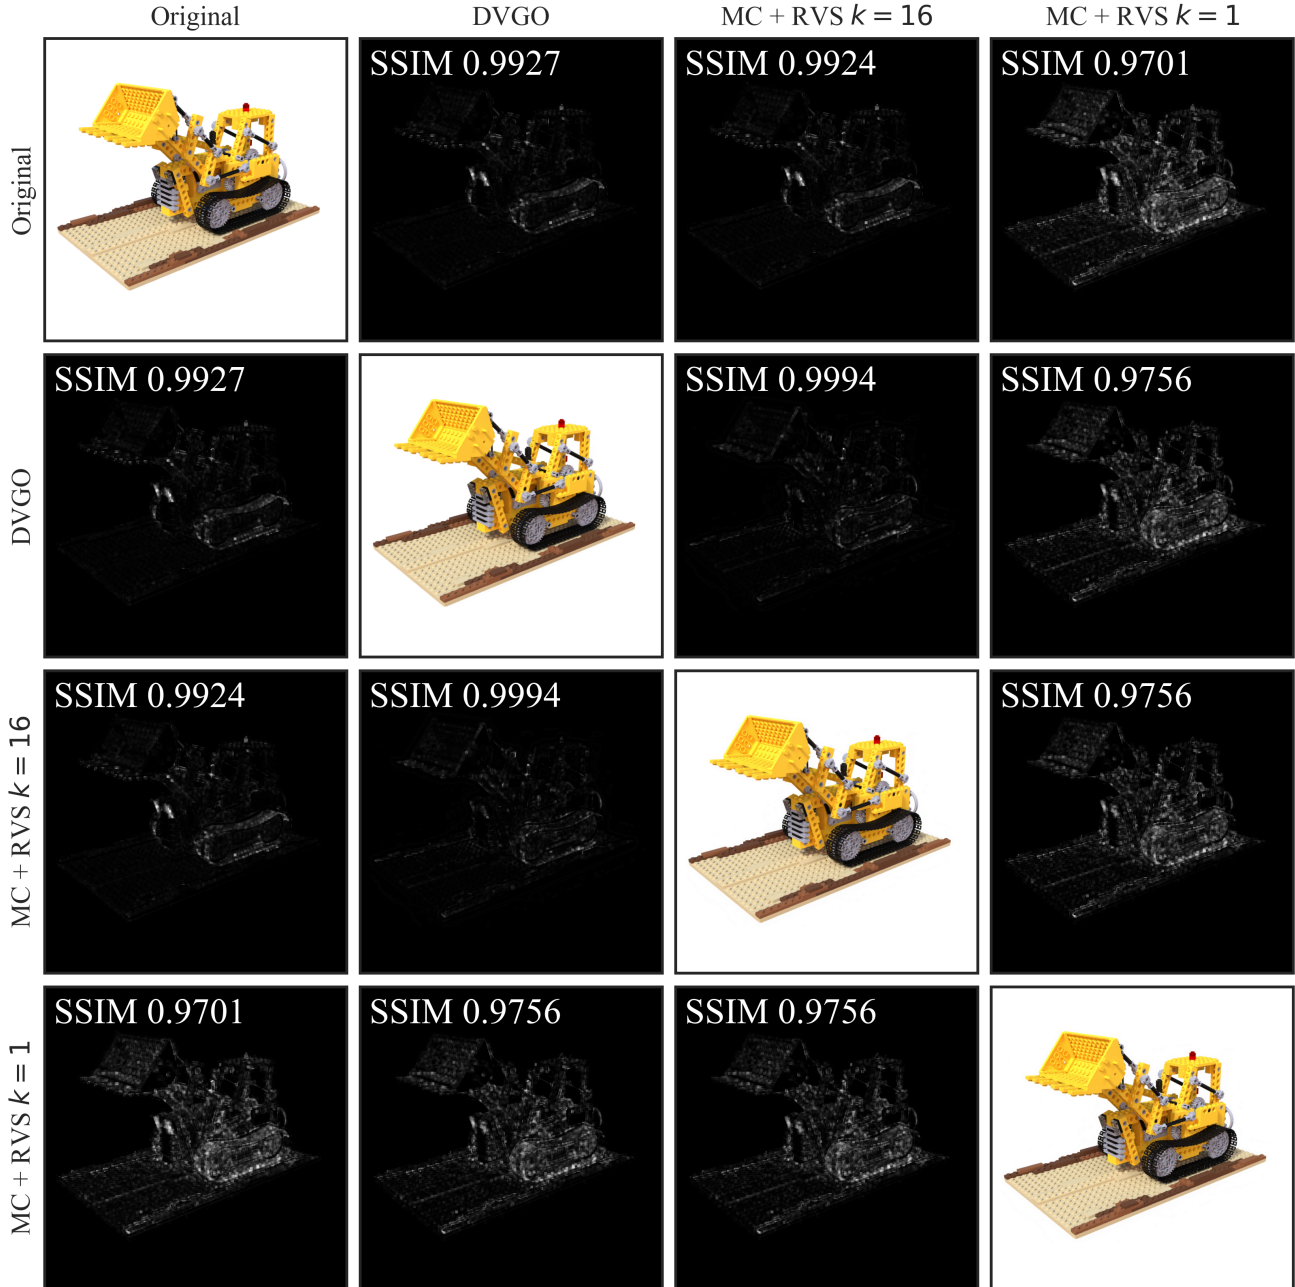 Original
DVGO
MC + RVS k = 16
MC + RVS k = 1
Original
SSIM 0.9927
SSIM 0.9924
SSIM 0.9701
DVGO
SSIM 0.9927
SSIM 0.9994
SSIM 0.9756
MC + RVS k = 16
SSIM 0.9924
SSIM 0.9994
SSIM 0.9756
MC + RVS k = 1
SSIM 0.9701
SSIM 0.9756
SSIM 0.9756